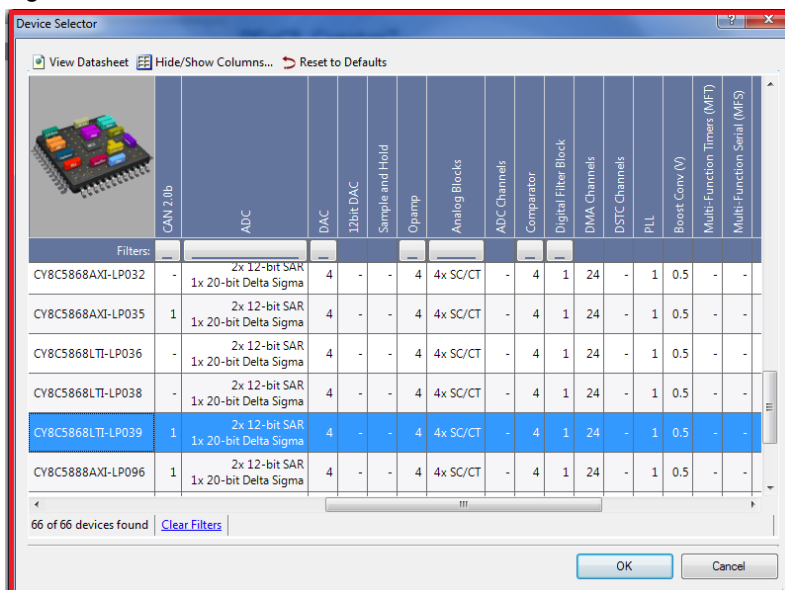 Device Selector
View Datasheet Hide/Show Columns... Reset to Defaults
CAN 2.0b ADC DAC 12bit DAC Sample and Hold Opamp Analog Blocks ADC Channels Comparator Digital Filter Block DMA Channels DSTC Channels PLL Boost Conv (V) Multi-Function Timers (MFT) Multi-Function Serial (MFS)
Filters: ... ... ... ... ... ... ...
CY8C5868AXI-LP032 - 2x 12-bit SAR 1x 20-bit Delta Sigma 4 - - 4 4x SC/CT - 4 1 24 - 1 0.5 - -
CY8C5868AXI-LP035 1 2x 12-bit SAR 1x 20-bit Delta Sigma 4 - - 4 4x SC/CT - 4 1 24 - 1 0.5 - -
CY8C5868LTI-LP036 - 2x 12-bit SAR 1x 20-bit Delta Sigma 4 - - 4 4x SC/CT - 4 1 24 - 1 0.5 - -
CY8C5868LTI-LP038 - 2x 12-bit SAR 1x 20-bit Delta Sigma 4 - - 4 4x SC/CT - 4 1 24 - 1 0.5 - -
CY8C5868LTI-LP039 1 2x 12-bit SAR 1x 20-bit Delta Sigma 4 - - 4 4x SC/CT - 4 1 24 - 1 0.5 - -
CY8C5888AXI-LP096 1 2x 12-bit SAR 1x 20-bit Delta Sigma 4 - - 4 4x SC/CT - 4 1 24 - 1 0.5 - -
66 of 66 devices found Clear Filters
OK Cancel